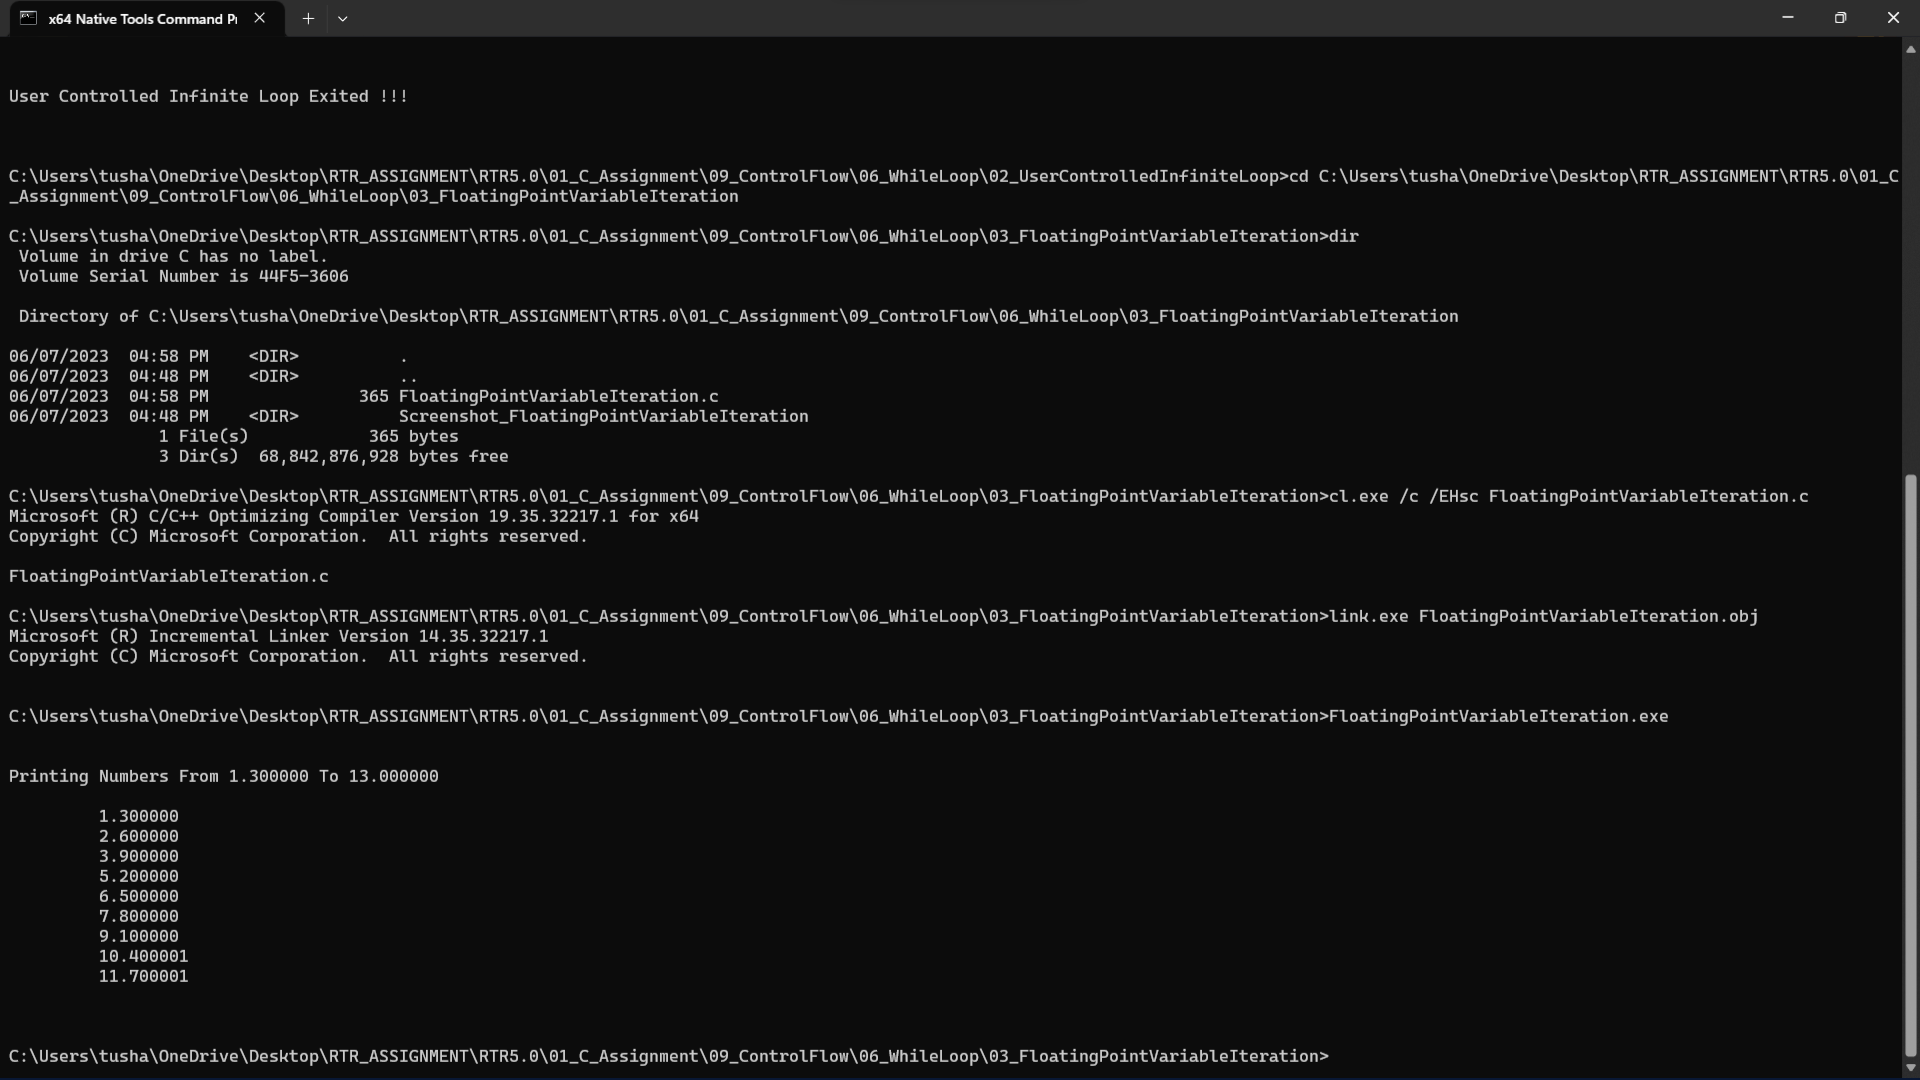 x64 Native Tools Command P
User Controlled Infinite Loop Exited !!!
C:\Users\tusha\OneDrive\Desktop\RTR_ASSIGNMENT\RTR5.0\01_C_Assignment\09_ControlFlow\06_WhileLoop\02_UserControlledInfiniteLoop>cd C:\Users\tusha\OneDrive\Desktop\RTR_ASSIGNMENT\RTR5.0\01_C
_Assignment\09_ControlFlow\06_WhileLoop\03_FloatingPointVariableIteration
C:\Users\tusha\OneDrive\Desktop\RTR_ASSIGNMENT\RTR5.0\01_C_Assignment\09_ControlFlow\06_WhileLoop\03_FloatingPointVariableIteration>dir
 Volume in drive C has no label.
 Volume Serial Number is 44F5-3606
 Directory of C:\Users\tusha\OneDrive\Desktop\RTR_ASSIGNMENT\RTR5.0\01_C_Assignment\09_ControlFlow\06_WhileLoop\03_FloatingPointVariableIteration
06/07/2023  04:58 PM    <DIR>          .
06/07/2023  04:48 PM    <DIR>          ..
06/07/2023  04:58 PM               365 FloatingPointVariableIteration.c
06/07/2023  04:48 PM    <DIR>          Screenshot_FloatingPointVariableIteration
               1 File(s)            365 bytes
               3 Dir(s)  68,842,876,928 bytes free
C:\Users\tusha\OneDrive\Desktop\RTR_ASSIGNMENT\RTR5.0\01_C_Assignment\09_ControlFlow\06_WhileLoop\03_FloatingPointVariableIteration>cl.exe /c /EHsc FloatingPointVariableIteration.c
Microsoft (R) C/C++ Optimizing Compiler Version 19.35.32217.1 for x64
Copyright (C) Microsoft Corporation.  All rights reserved.
FloatingPointVariableIteration.c
C:\Users\tusha\OneDrive\Desktop\RTR_ASSIGNMENT\RTR5.0\01_C_Assignment\09_ControlFlow\06_WhileLoop\03_FloatingPointVariableIteration>link.exe FloatingPointVariableIteration.obj
Microsoft (R) Incremental Linker Version 14.35.32217.1
Copyright (C) Microsoft Corporation.  All rights reserved.
C:\Users\tusha\OneDrive\Desktop\RTR_ASSIGNMENT\RTR5.0\01_C_Assignment\09_ControlFlow\06_WhileLoop\03_FloatingPointVariableIteration>FloatingPointVariableIteration.exe
Printing Numbers From 1.300000 To 13.000000
1.300000
2.600000
3.900000
5.200000
6.500000
7.800000
9.100000
10.400001
11.700001
C:\Users\tusha\OneDrive\Desktop\RTR_ASSIGNMENT\RTR5.0\01_C_Assignment\09_ControlFlow\06_WhileLoop\03_FloatingPointVariableIteration>